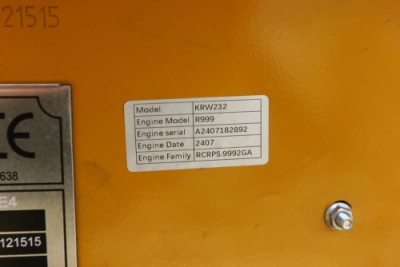 21515
Model KRW232
Engine Model R999
Engine serial A2407182892
Engine Date 2407
Engine Family RCRPS.9992GA
CE
638
E4
121515